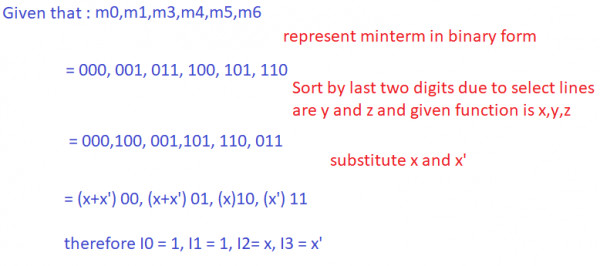 Given that : m0,m1,m3,m4,m5,m6
represent minterm in binary form
= 000, 001, 011, 100, 101, 110
Sort by last two digits due to select lines
are y and z and given function is x,y,z
= 000,100, 001,101, 110, 011
substitute x and x'
= (x+x') 00, (x+x') 01, (x)10, (x') 11
therefore I0 = 1, I1 = 1, I2= x, I3 = x'